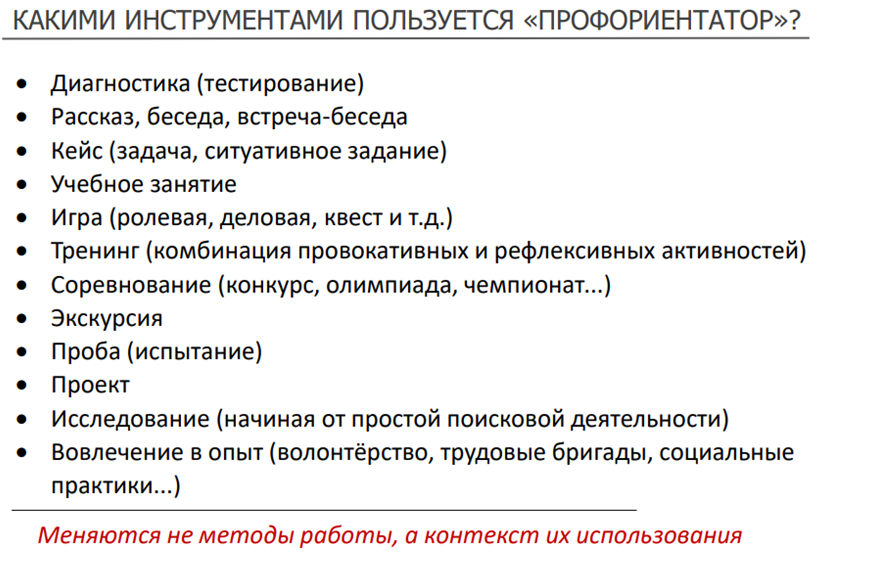 КАКИМИ ИНСТРУМЕНТАМИ ПОЛЬЗУЕТСЯ «ПРОФОРИЕНТАТОР»?
• Диагностика (тестирование)
• Рассказ, беседа, встреча-беседа
• Кейс (задача, ситуативное задание)
• Учебное занятие
• Игра (ролевая, деловая, квест и т.д.)
• Тренинг (комбинация провокативных и рефлексивных активностей)
• Соревнование (конкурс, олимпиада, чемпионат...)
• Экскурсия
• Проба (испытание)
• Проект
• Исследование (начиная от простой поисковой деятельности)
• Вовлечение в опыт (волонтёрство, трудовые бригады, социальные
практики...)
Меняются не методы работы, а контекст их использования